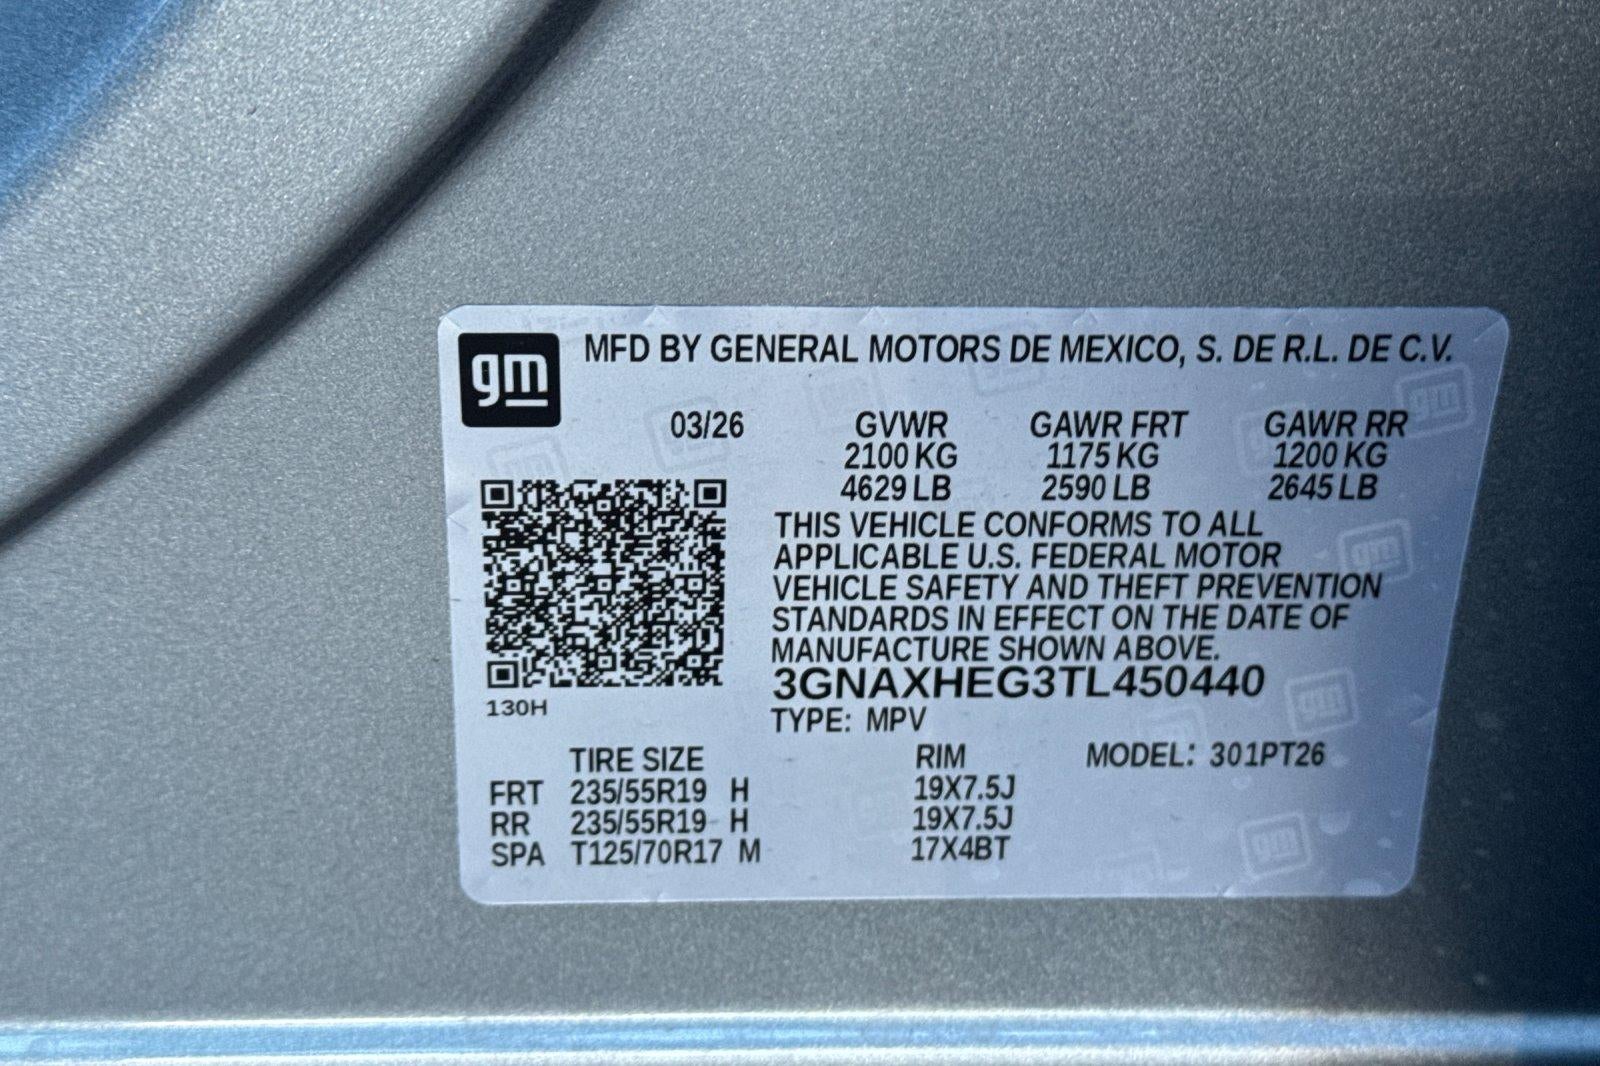 gm MFD BY GENERAL MOTORS DE MEXICO, S. DE R.L. DE C.V.
03/26 GVWR GAWR FRT GAWR RR
2100 KG 1175 KG 1200 KG
4629 LB 2590 LB 2645 LB
THIS VEHICLE CONFORMS TO ALL
APPLICABLE U.S. FEDERAL MOTOR
VEHICLE SAFETY AND THEFT PREVENTION
STANDARDS IN EFFECT ON THE DATE OF
MANUFACTURE SHOWN ABOVE.
3GNAXHEG3TL450440
130H
TYPE: MPV
TIRE SIZE RIM MODEL: 301PT26
FRT 235/55R19 H 19X7.5J
RR 235/55R19 H 19X7.5J
SPA T125/70R17 M 17X4BT